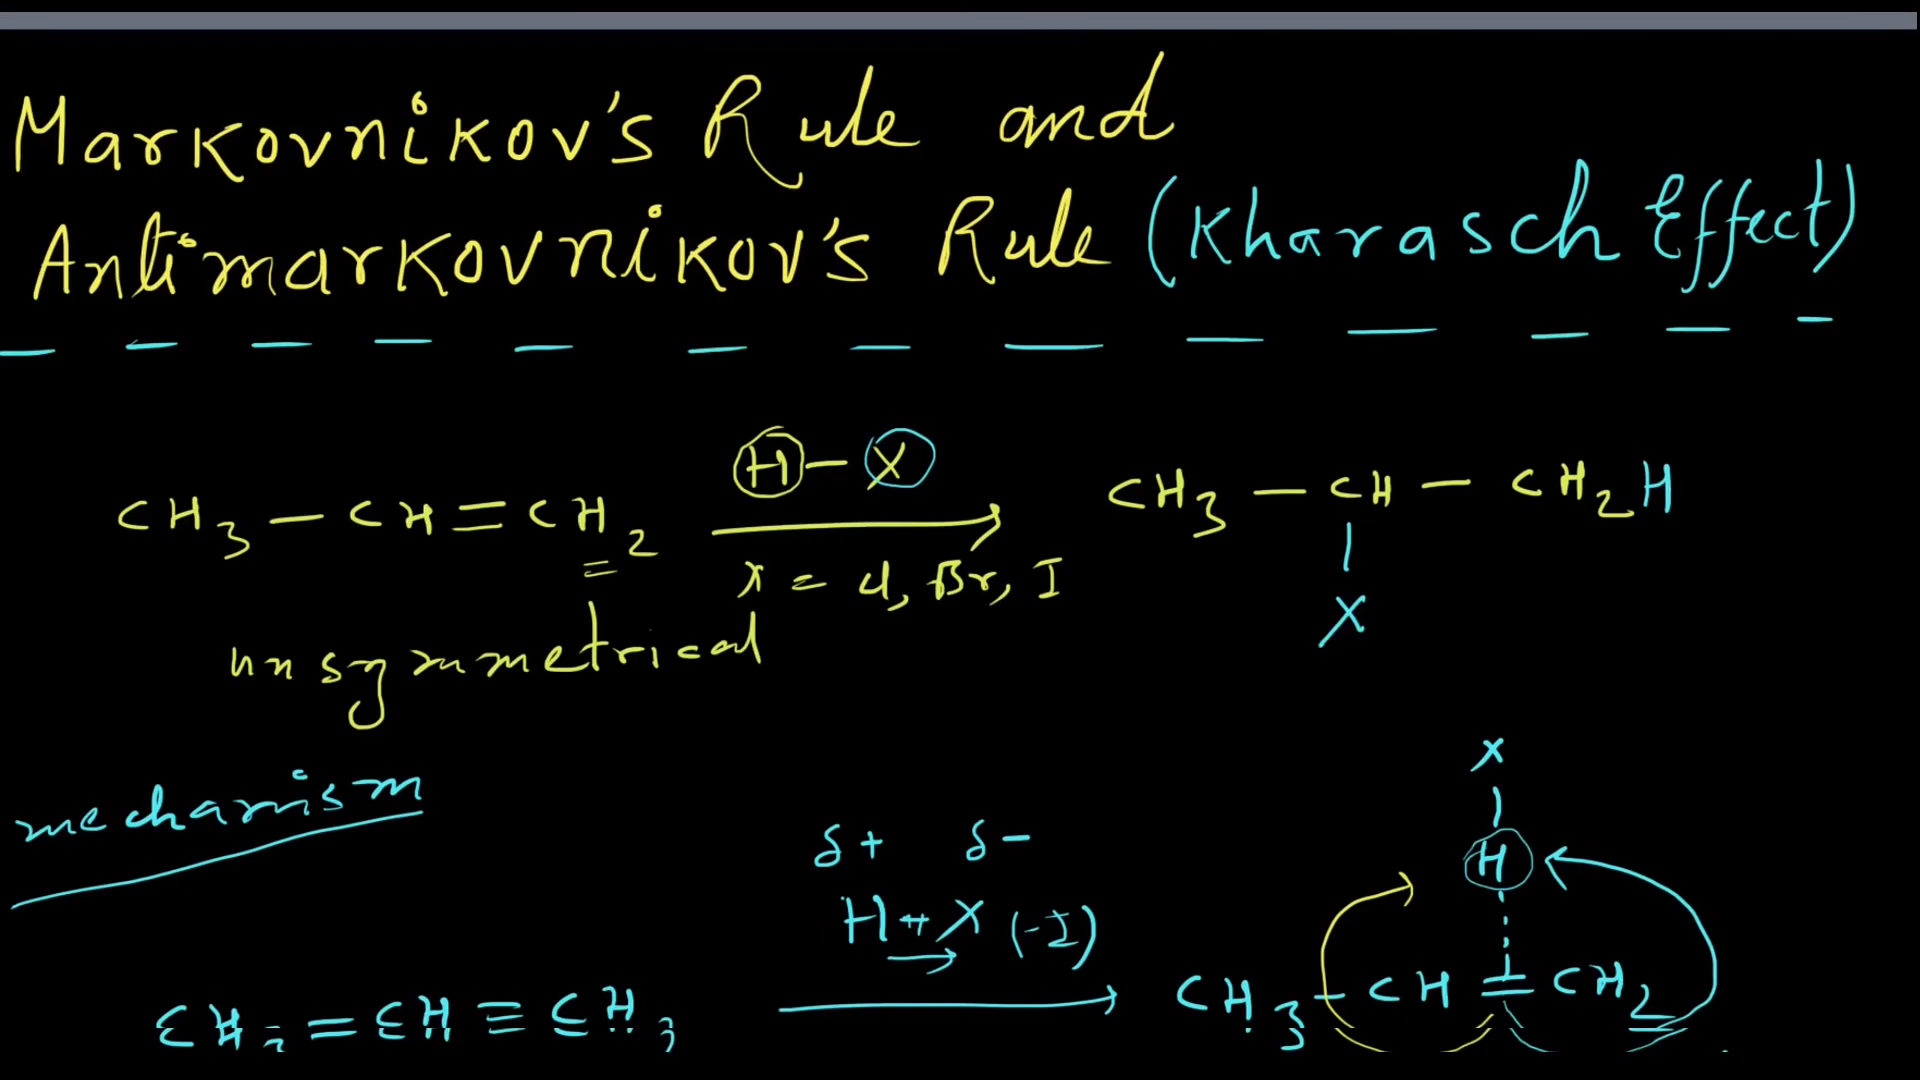 Markovnikov's Rule and
Antimarkovnikov's Rule (Kharasch Effect)
CH3 – CH = CH2
H – X
X = Cl, Br, I
CH3 – CH – CH2H
X
unsymmetrical
mechanism
δ+ δ-
H → X (-I)
X
H
CH3 – CH = CH2